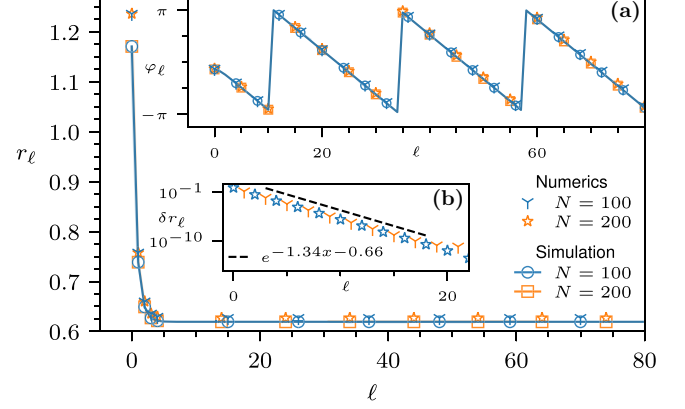 (a)
π
φℓ
−π
0
20
ℓ
60
1.2
1.1
1.0
0.9
0.8
0.7
0.6
rℓ
(b)
10⁻¹
δrℓ
10⁻¹⁰
e^−1.34x−0.66
0
ℓ
20
Numerics
N = 100
N = 200
Simulation
N = 100
N = 200
0
20
40
60
80
ℓ